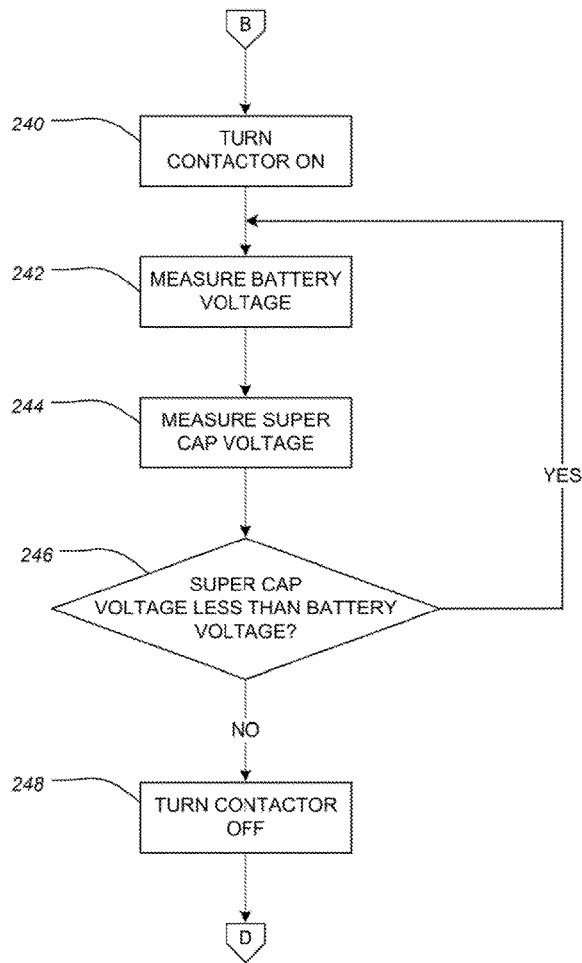 B
240
TURN
CONTACTOR ON
242
MEASURE BATTERY
VOLTAGE
244
MEASURE SUPER
CAP VOLTAGE
YES
246
SUPER CAP
VOLTAGE LESS THAN BATTERY
VOLTAGE?
NO
248
TURN CONTACTOR
OFF
D